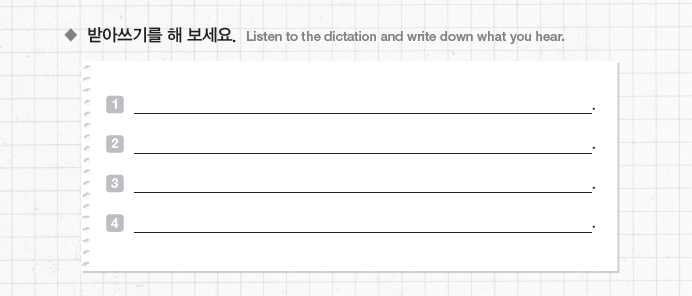 ◆ 받아쓰기를 해 보세요. Listen to the dictation and write down what you hear.
1 .
2 .
3 .
4 .